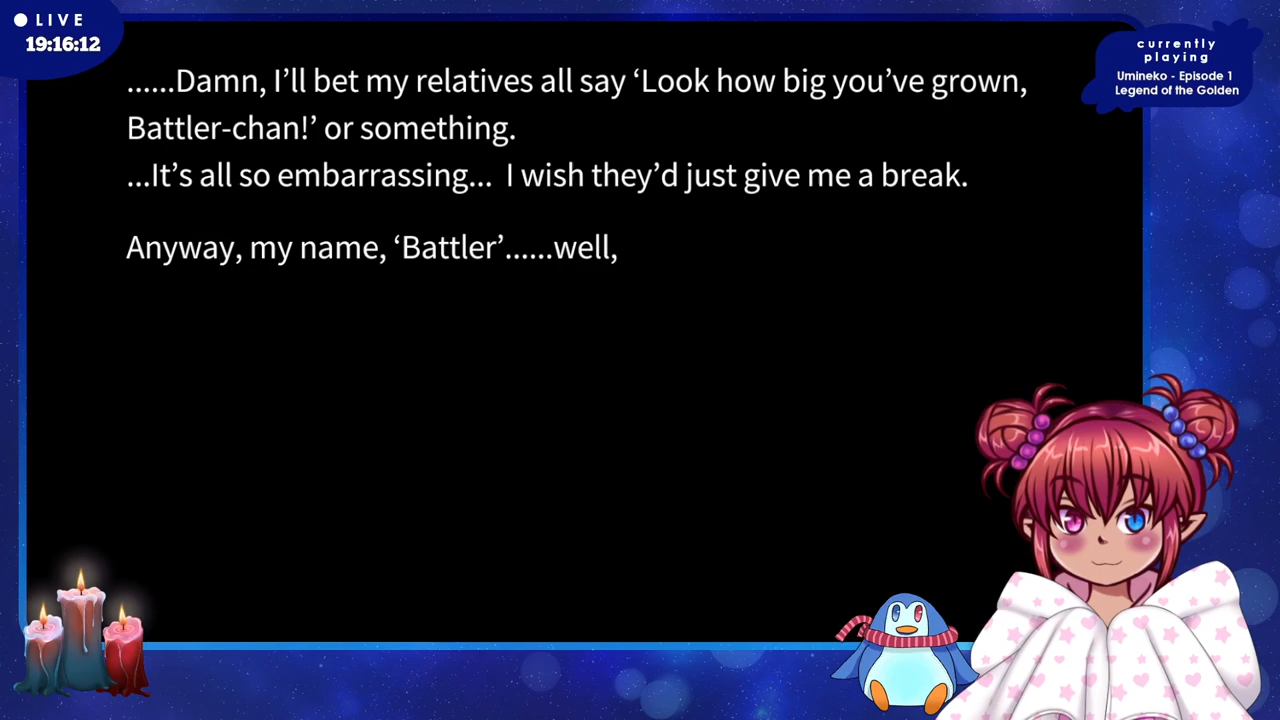 LIVE
19:16:12
currently
playing
Umineko - Episode 1
Legend of the Golden
......Damn, I’ll bet my relatives all say ‘Look how big you’ve grown,
Battler-chan!’ or something.
...It’s all so embarrassing...  I wish they’d just give me a break.
Anyway, my name, ‘Battler’......well,